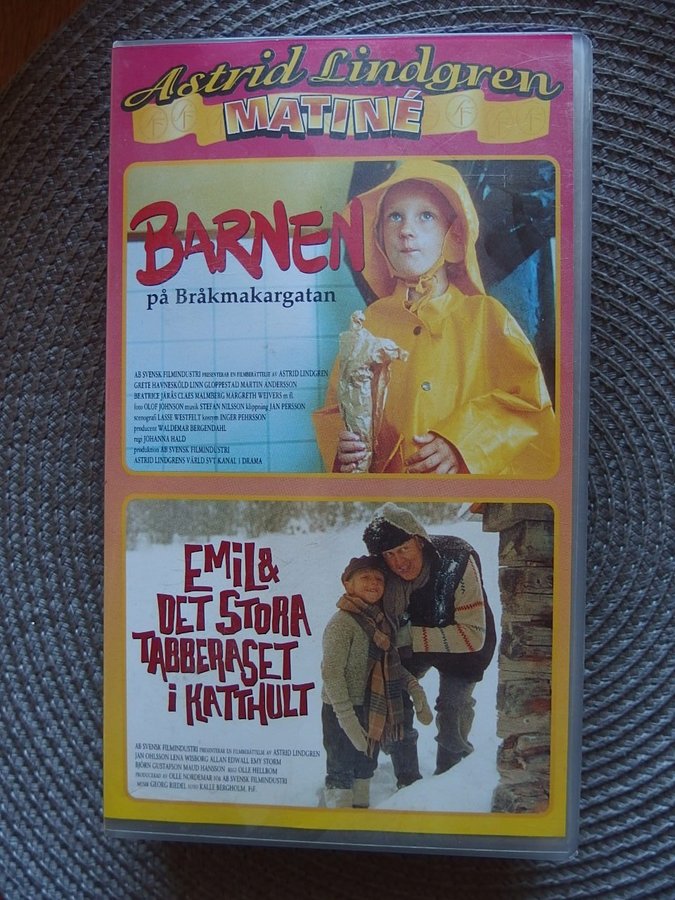 Astrid Lindgren
MATINÉ
BARNEN
på Bråkmakargatan
AB SVENSK FILMINDUSTRI PRESENTERAR EN FILMBERÄTTELSE AV ASTRID LINDGREN
GRETE HAVNESKÖLD LINN GLOPPESTAD MARTIN ANDERSSON
BEATRICE JÄRÅS CLAES MALMBERG MARGRETH WEIVERS m fl.
foto OLOF JOHNSON musik STEFAN NILSSON klippning JAN PERSSON
scenografi LASSE WESTFELT kostym INGER PEHRSSON
producent WALDEMAR BERGENDAHL
regi JOHANNA HALD
produktion AB SVENSK FILMINDUSTRI
ASTRID LINDGRENS VÄRLD SVT KANAL 1 DRAMA
EMIL &
DET STORA
TABBERASET
i KATTHULT
AB SVENSK FILMINDUSTRI PRESENTERAR EN FILMBERÄTTELSE AV ASTRID LINDGREN
JAN OHLSSON LENA WISBORG ALLAN EDWALL EMY STORM
BJÖRN GUSTAFSON MAUD HANSSON REGI OLLE HELLBOM
PRODUCERAD AV OLLE NORDEMAR FÖR AB SVENSK FILMINDUSTRI
MUSIK GEORG RIEDEL FOTO KALLE BERGHOLM, F.S.F.